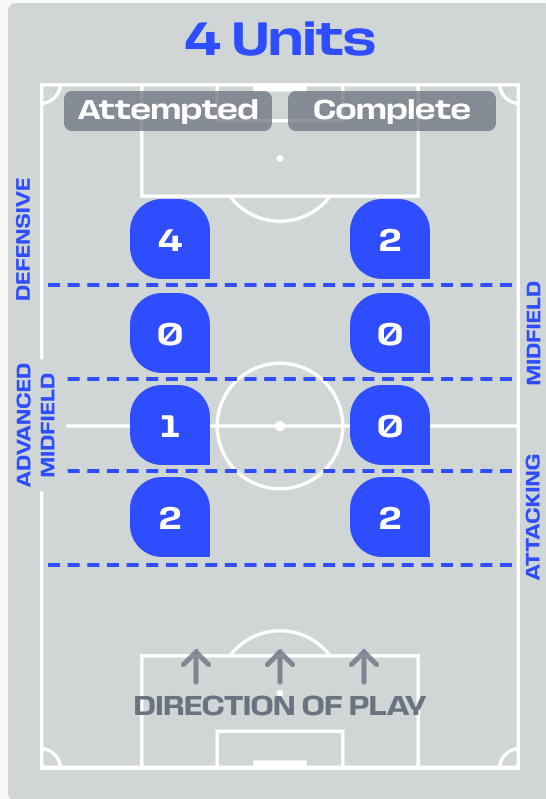 4 Units
Attempted Complete
DEFENSIVE
4 2
MIDFIELD
0 0
ADVANCED
MIDFIELD
1 0
ATTACKING
2 2
DIRECTION OF PLAY